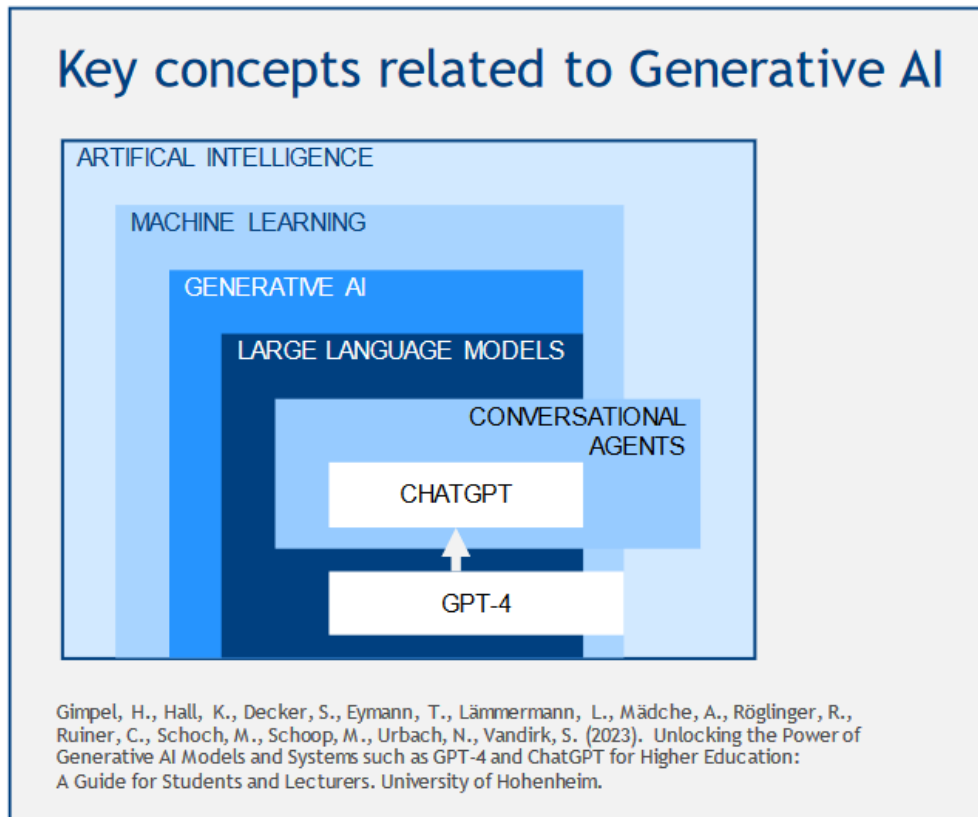 Key concepts related to Generative AI
ARTIFICAL INTELLIGENCE
MACHINE LEARNING
GENERATIVE AI
LARGE LANGUAGE MODELS
CONVERSATIONAL
AGENTS
CHATGPT
GPT-4
Gimpel, H., Hall, K., Decker, S., Eymann, T., Lämmermann, L., Mädche, A., Röglinger, R.,
Ruiner, C., Schoch, M., Schoop, M., Urbach, N., Vandirk, S. (2023). Unlocking the Power of
Generative AI Models and Systems such as GPT-4 and ChatGPT for Higher Education:
A Guide for Students and Lecturers. University of Hohenheim.